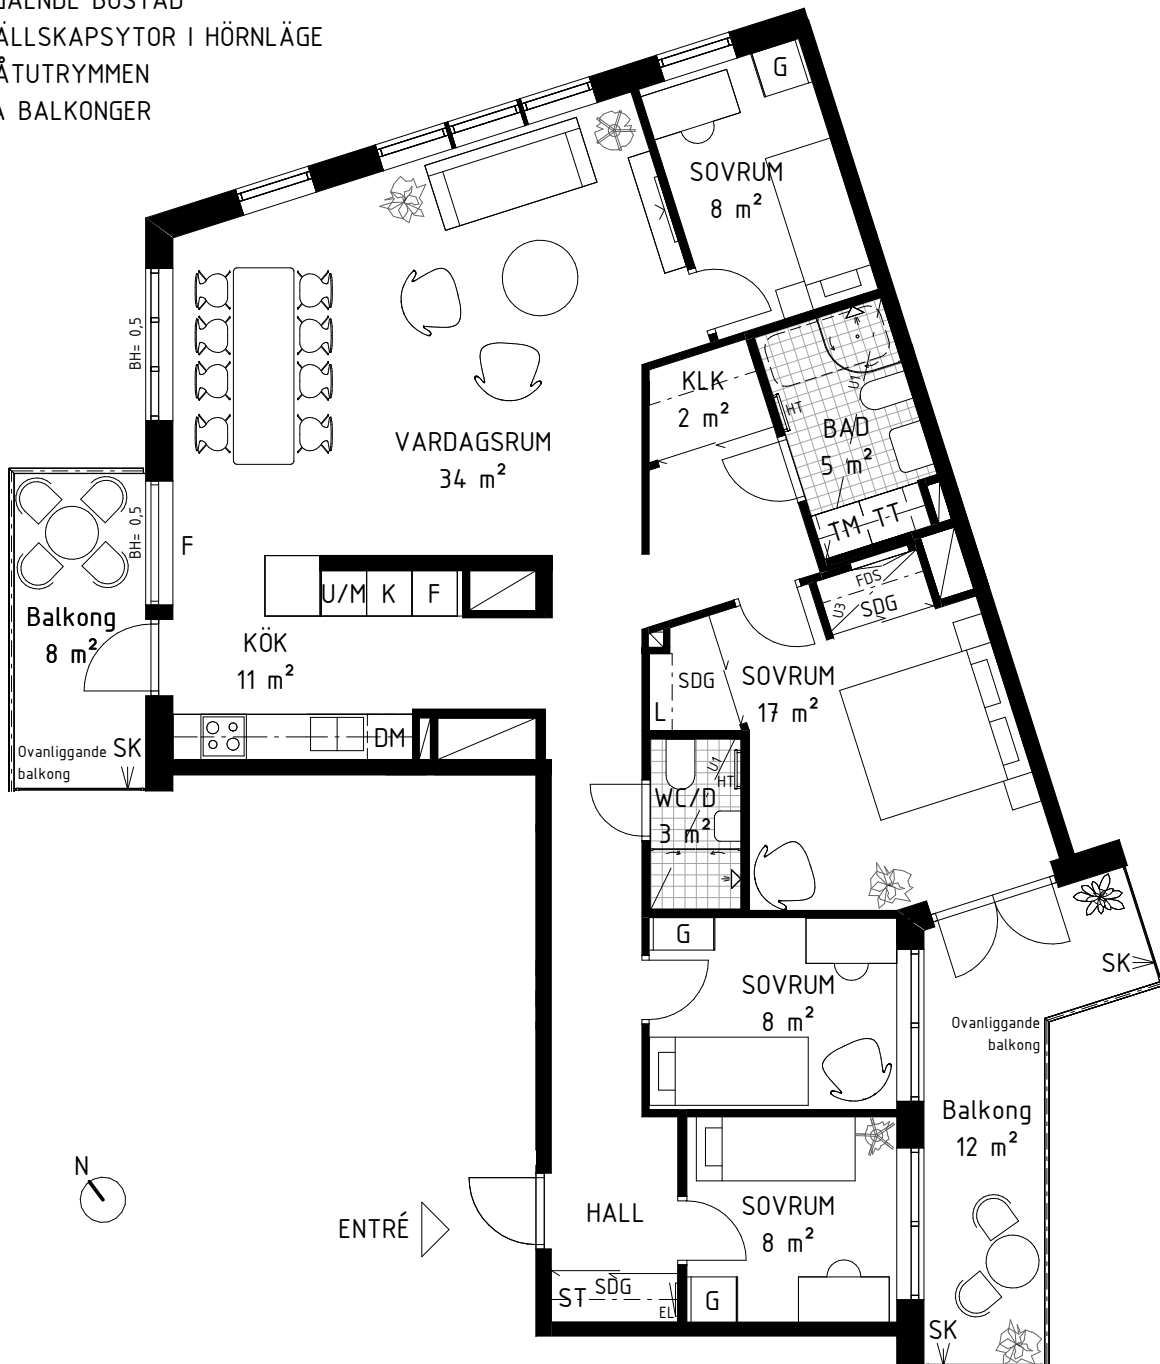 GÅENDE BOSTAD
ÄLLSKAPSYTOR I HÖRNLÄGE
ÅTUTRYMMEN
A BALKONGER
G
SOVRUM
8 m²
BH= 0,5
KLK
2 m²
HT
U1
BAD
5 m²
VARDAGSRUM
34 m²
TM
TT
BH= 0,5
F
U/M
K
F
FDS
U3
SDG
Balkong
8 m²
KÖK
11 m²
SDG
L
SOVRUM
17 m²
Ovanliggande
balkong
SK
DM
U1
HT
WC/D
3 m²
G
SOVRUM
8 m²
SK
Ovanliggande
balkong
Balkong
12 m²
N
ENTRÉ
HALL
SOVRUM
8 m²
SDG
ST
EL
G
SK